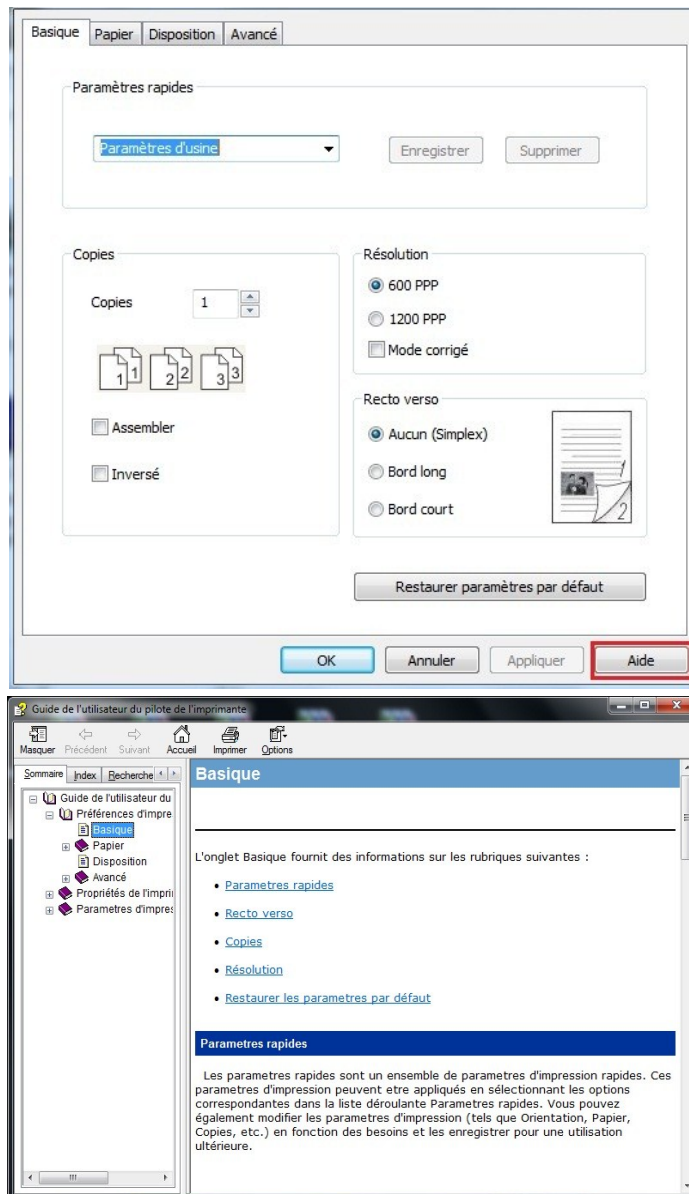 Basique Papier Disposition Avancé
Paramètres rapides
Paramètres d'usine Enregistrer Supprimer
Copies
Copies 1
1 1 2 2 3 3
Assembler
Inversé
Résolution
600 PPP
1200 PPP
Mode corrigé
Recto verso
Aucun (Simplex)
Bord long
Bord court
1
2
Restaurer paramètres par défaut
OK Annuler Appliquer Aide
Guide de l'utilisateur du pilote de l'imprimante
Masquer Précédent Suivant Accueil Imprimer Options
Sommaire Index Recherche
Guide de l'utilisateur du
Préférences d'impre
Basique
Papier
Disposition
Avancé
Propriétés de l'imprii
Parametres d'impres
Basique
L'onglet Basique fournit des informations sur les rubriques suivantes :
• Parametres rapides
• Recto verso
• Copies
• Résolution
• Restaurer les parametres par défaut
Parametres rapides
Les parametres rapides sont un ensemble de parametres d'impression rapides. Ces
parametres d'impression peuvent etre appliqués en sélectionnant les options
correspondantes dans la liste déroulante Parametres rapides. Vous pouvez
également modifier les parametres d'impression (tels que Orientation, Papier,
Copies, etc.) en fonction des besoins et les enregistrer pour une utilisation
ultérieure.